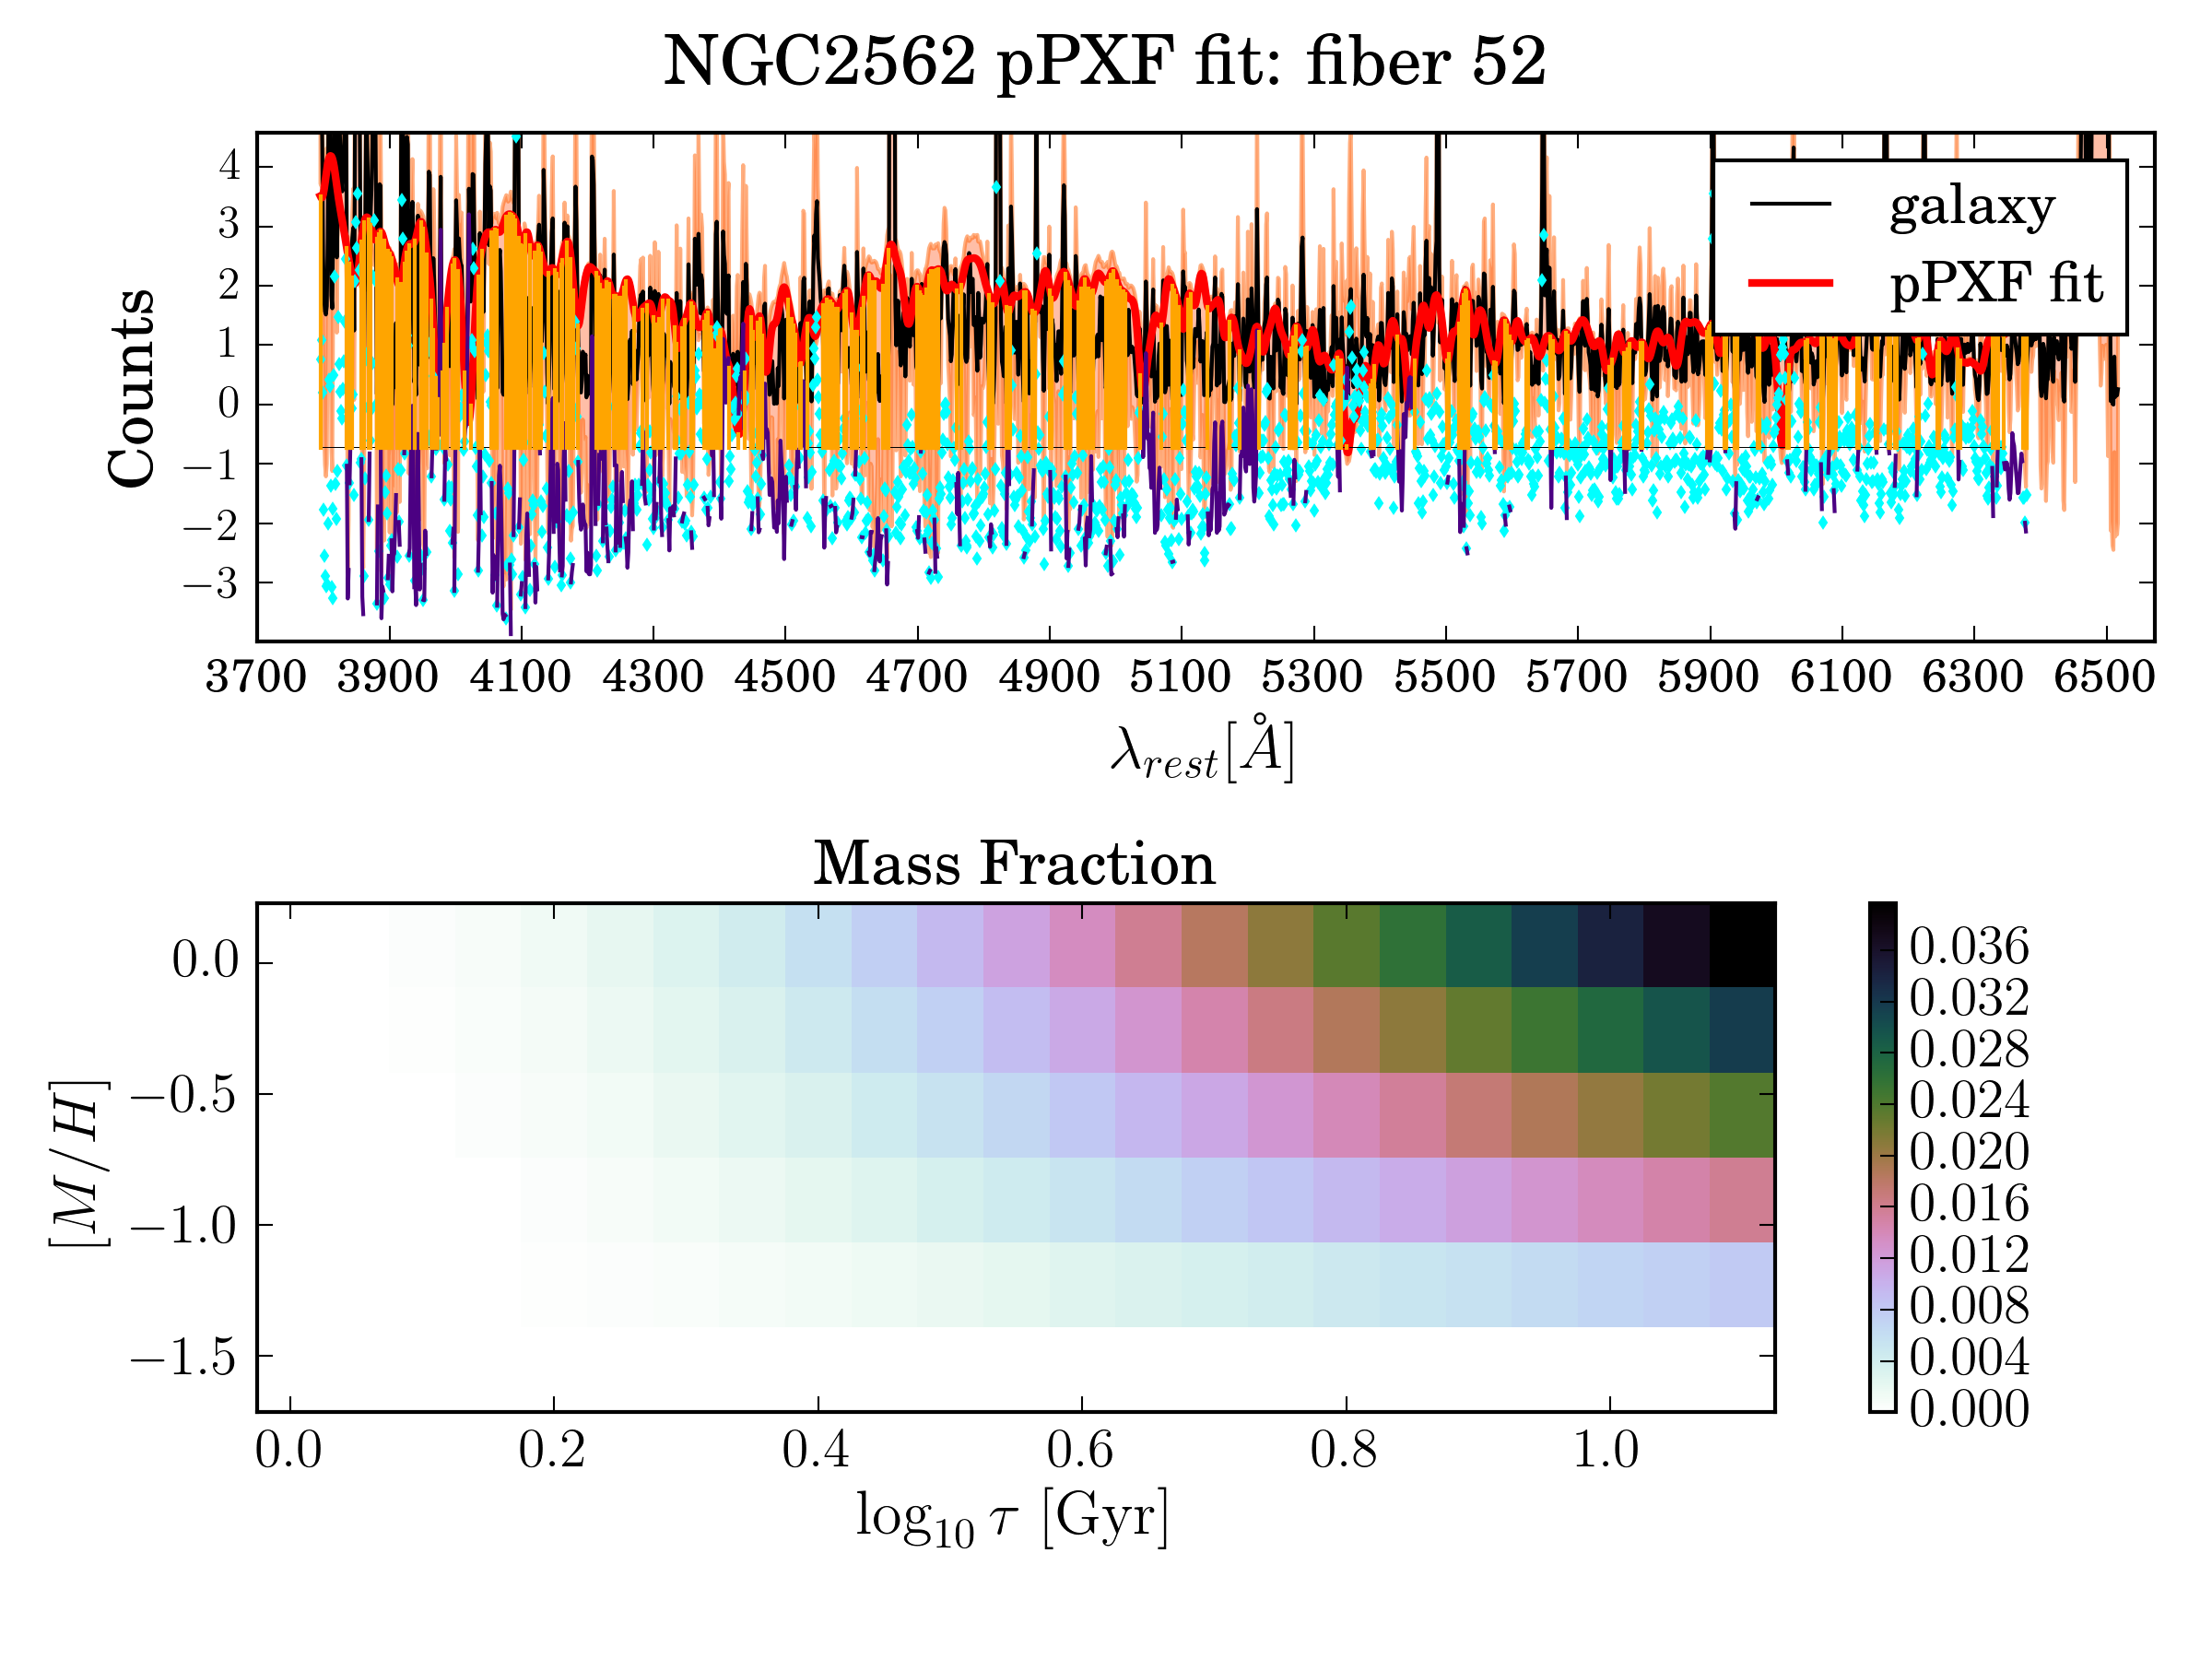 NGC2562 pPXF fit: fiber 52
4
3
2
1
0
−1
−2
−3
Counts
galaxy
pPXF fit
3700 3900 4100 4300 4500 4700 4900 5100 5300 5500 5700 5900 6100 6300 6500
λrest[Å]
Mass Fraction
0.0
−0.5
−1.0
−1.5
[M/H]
0.0 0.2 0.4 0.6 0.8 1.0
log10 τ [Gyr]
0.036
0.032
0.028
0.024
0.020
0.016
0.012
0.008
0.004
0.000